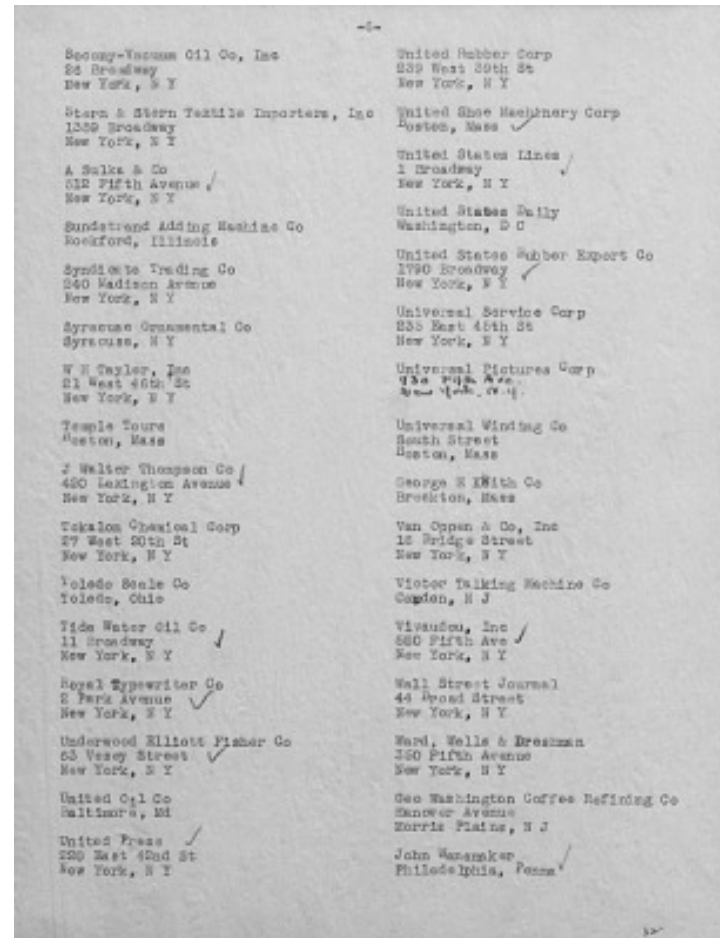 Socony-Vacuum Oil Co, Inc
26 Broadway
New York, N Y
Stern & Stern Textile Importers, Inc
1359 Broadway
New York, N Y
A Sulka & Co
512 Fifth Avenue
New York, N Y
Sundstrand Adding Machine Co
Rockford, Illinois
Syndicate Trading Co
240 Madison Avenue
New York, N Y
Syracuse Ornamental Co
Syracuse, N Y
W H Taylor, Inc
21 West 46th St
New York, N Y
Temple Tours
Boston, Mass
J Walter Thompson Co
420 Lexington Avenue
New York, N Y
Tokalon Chemical Corp
27 West 20th St
New York, N Y
Toledo Scale Co
Toledo, Ohio
Tide Water Oil Co
11 Broadway
New York, N Y
Royal Typewriter Co
2 Park Avenue
New York, N Y
Underwood Elliott Fisher Co
63 Vesey Street
New York, N Y
United Oil Co
Baltimore, Md
United Press
220 East 42nd St
New York, N Y
United Rubber Corp
239 West 39th St
New York, N Y
United Shoe Machinery Corp
Boston, Mass
United States Lines
1 Broadway
New York, N Y
United States Daily
Washington, D C
United States Rubber Export Co
1790 Broadway
New York, N Y
Universal Service Corp
235 East 45th St
New York, N Y
Universal Pictures Corp
730 Fifth Ave.
New York, N.Y.
Universal Winding Co
South Street
Boston, Mass
George E Keith Co
Brockton, Mass
Van Oppen & Co, Inc
16 Bridge Street
New York, N Y
Victor Talking Machine Co
Camden, N J
Vivaudou, Inc
580 Fifth Ave
New York, N Y
Wall Street Journal
44 Broad Street
New York, N Y
Ward, Wells & Dreshman
350 Fifth Avenue
New York, N Y
Geo Washington Coffee Refining Co
Hanover Avenue
Morris Plains, N J
John Wanamaker
Philadelphia, Penna